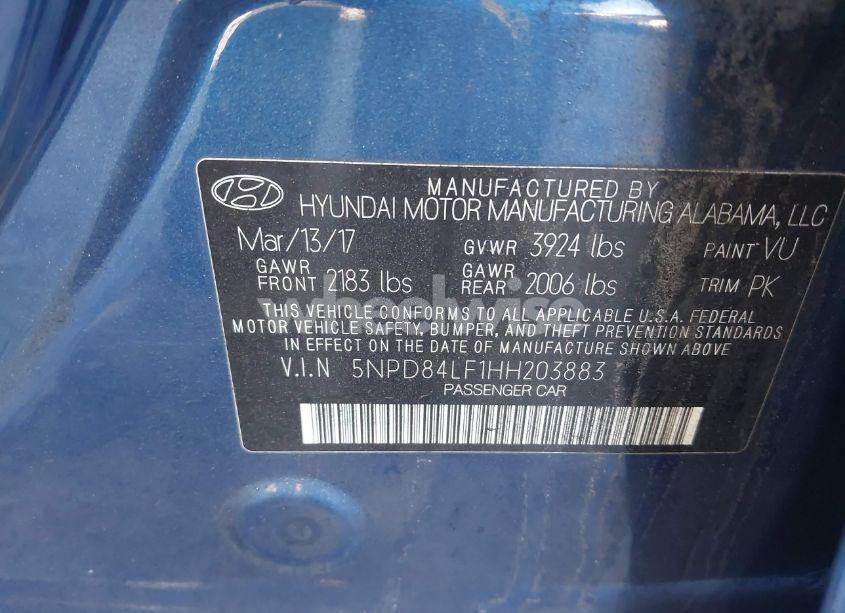 MANUFACTURED BY
HYUNDAI MOTOR MANUFACTURING ALABAMA, LLC
Mar/13/17 GVWR 3924 lbs PAINT VU
GAWR FRONT 2183 lbs GAWR REAR 2006 lbs TRIM PK
wheelwise
THIS VEHICLE CONFORMS TO ALL APPLICABLE U.S.A. FEDERAL
MOTOR VEHICLE SAFETY, BUMPER, AND THEFT PREVENTION STANDARDS
IN EFFECT ON THE DATE OF MANUFACTURE SHOWN ABOVE
V.I.N 5NPD84LF1HH203883
PASSENGER CAR